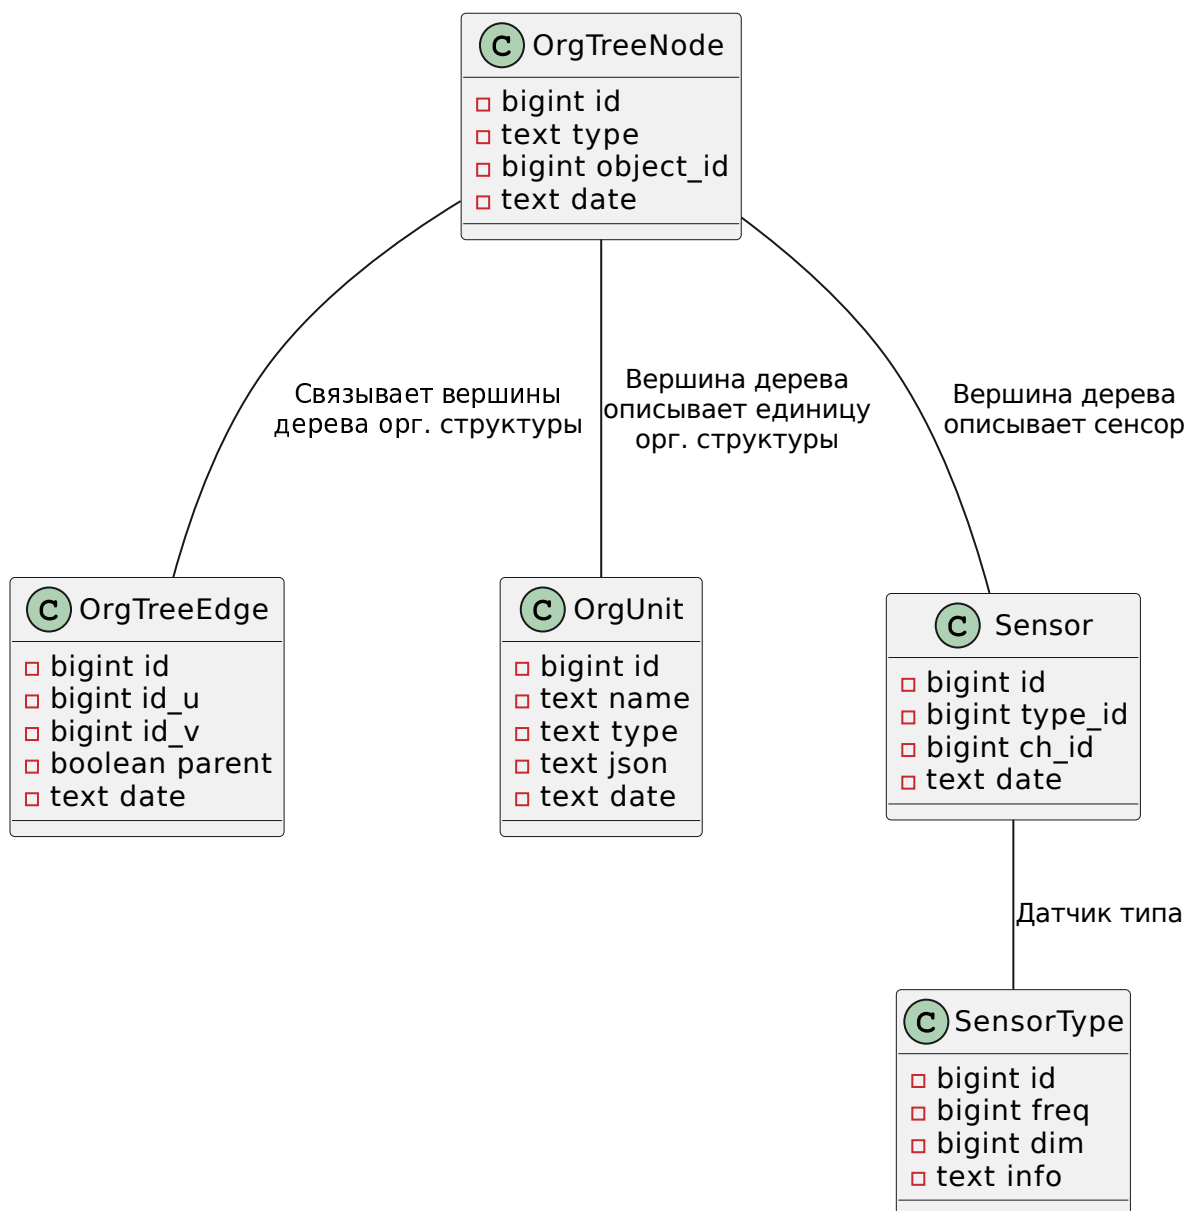 C OrgTreeNode
bigint id
text type
bigint object_id
text date
Связывает вершины
дерева орг. структуры
Вершина дерева
описывает единицу
орг. структуры
Вершина дерева
описывает сенсор
C OrgTreeEdge
bigint id
bigint id_u
bigint id_v
boolean parent
text date
C OrgUnit
bigint id
text name
text type
text json
text date
C Sensor
bigint id
bigint type_id
bigint ch_id
text date
Датчик типа
C SensorType
bigint id
bigint freq
bigint dim
text info